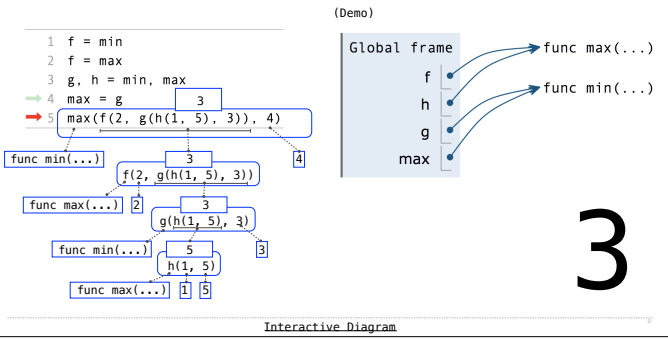 (Demo)
1 f = min
2 f = max
3 g, h = min, max
4 max = g
3
5 max(f(2, g(h(1, 5), 3)), 4)
func min(...)
3
4
f(2, g(h(1, 5), 3))
func max(...)
2
3
g(h(1, 5), 3)
func min(...)
5
3
h(1, 5)
func max(...)
1
5
Global frame
f
h
g
max
func max(...)
func min(...)
3
Interactive Diagram